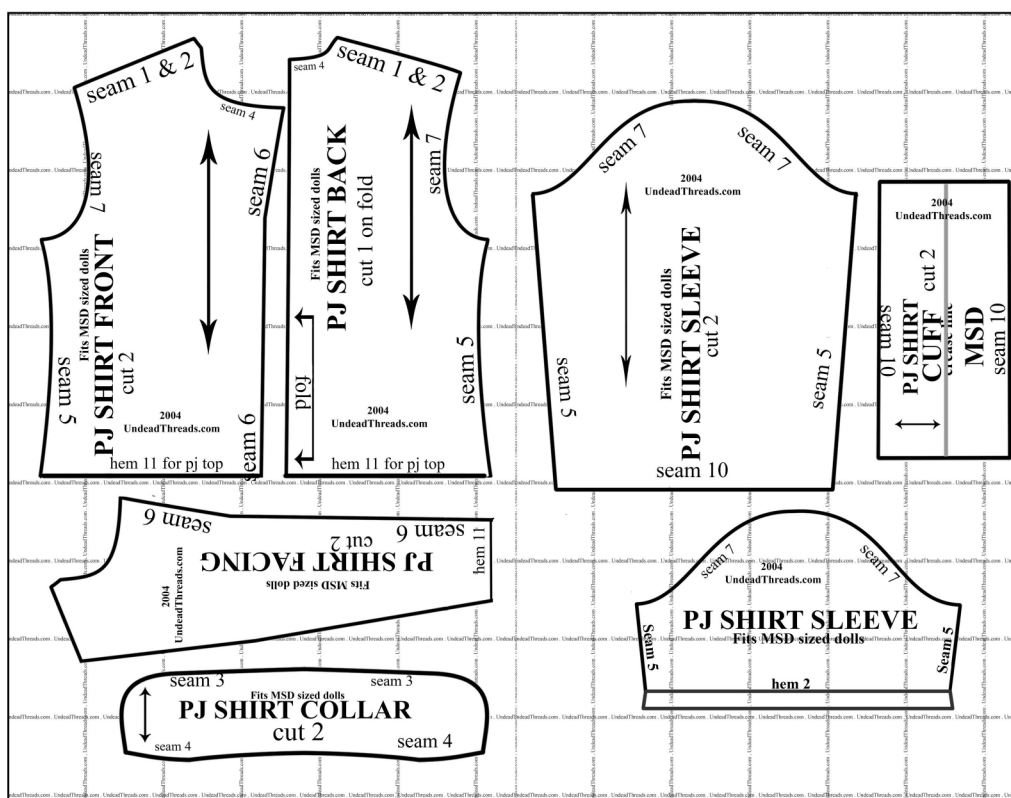 seam 1 & 2
seam 4
seam 7
seam 6
Fits MSD sized dolls
PJ SHIRT FRONT
cut 2
seam 5
2004
UndeadThreads.com
seam 6
hem 11 for pj top
seam 4
seam 1 & 2
seam 7
Fits MSD sized dolls
PJ SHIRT BACK
cut 1 on fold
fold
seam 5
2004
UndeadThreads.com
hem 11 for pj top
seam 7
seam 7
2004
UndeadThreads.com
Fits MSD sized dolls
PJ SHIRT SLEEVE
cut 2
seam 5
seam 5
seam 10
2004
UndeadThreads.com
seam 10
PJ SHIRT
CUFF cut 2
crease line
MSD
seam 10
seam 6
seam 6
cut 2
PJ SHIRT FACING
Fits MSD sized dolls
hem 11
2004
UndeadThreads.com
seam 3
seam 3
Fits MSD sized dolls
PJ SHIRT COLLAR
cut 2
seam 4
seam 4
seam 7
seam 7
2004
UndeadThreads.com
PJ SHIRT SLEEVE
Fits MSD sized dolls
Seam 5
Seam 5
hem 2